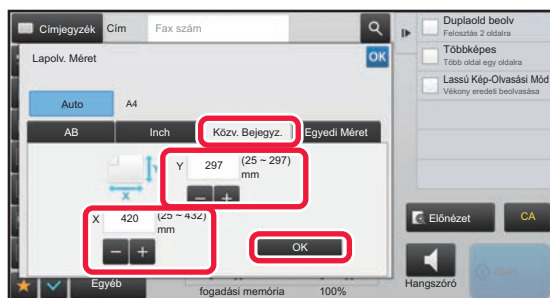 Címjegyzék
Cím
Fax szám
Duplaold beolv
Felosztás 2 oldalra
Lapolv. Méret
OK
Többképes
Több oldal egy oldalra
Auto
A4
Lassú Kép-Olvasási Mód
Vékony eredeti beolvasása
AB
Inch
Közv. Bejegyz.
Egyedi Méret
Y
Y 297 (25 ~ 297)
mm
X
X 420 (25 ~ 432)
mm
OK
Előnézet
CA
Egyéb
fogadási memória 100%
Hangszóró
Start